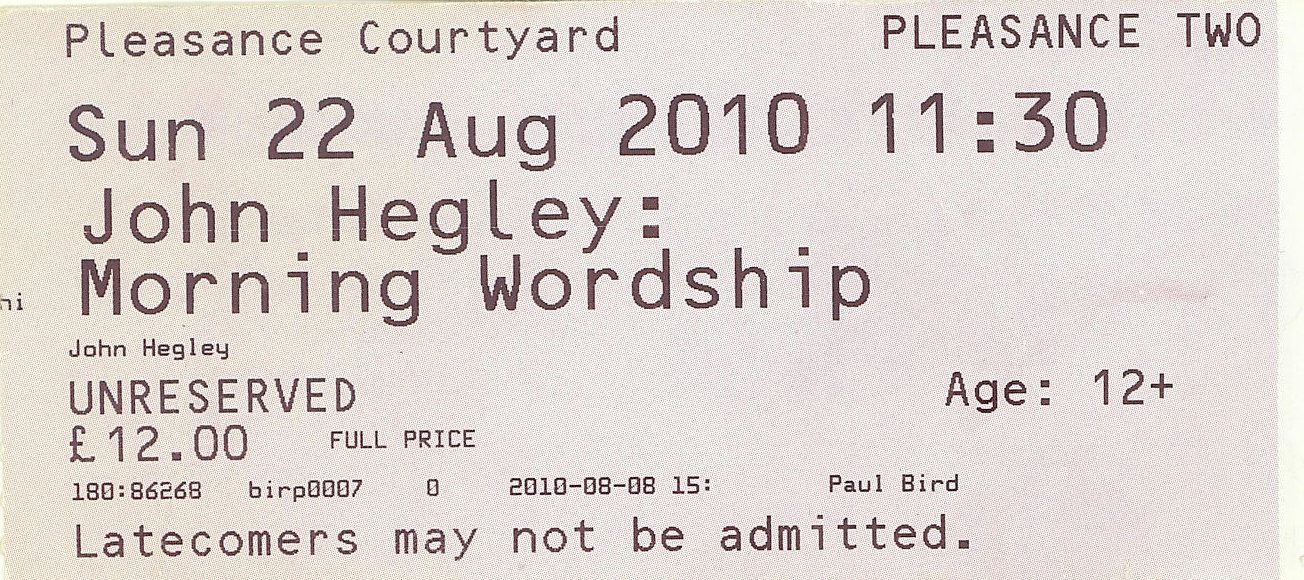 Pleasance Courtyard PLEASANCE TWO
Sun 22 Aug 2010 11:30
John Hegley:
Morning Wordship
hi
John Hegley
UNRESERVED Age: 12+
£12.00 FULL PRICE
180:86268 birp0007 0 2010-08-08 15: Paul Bird
Latecomers may not be admitted.